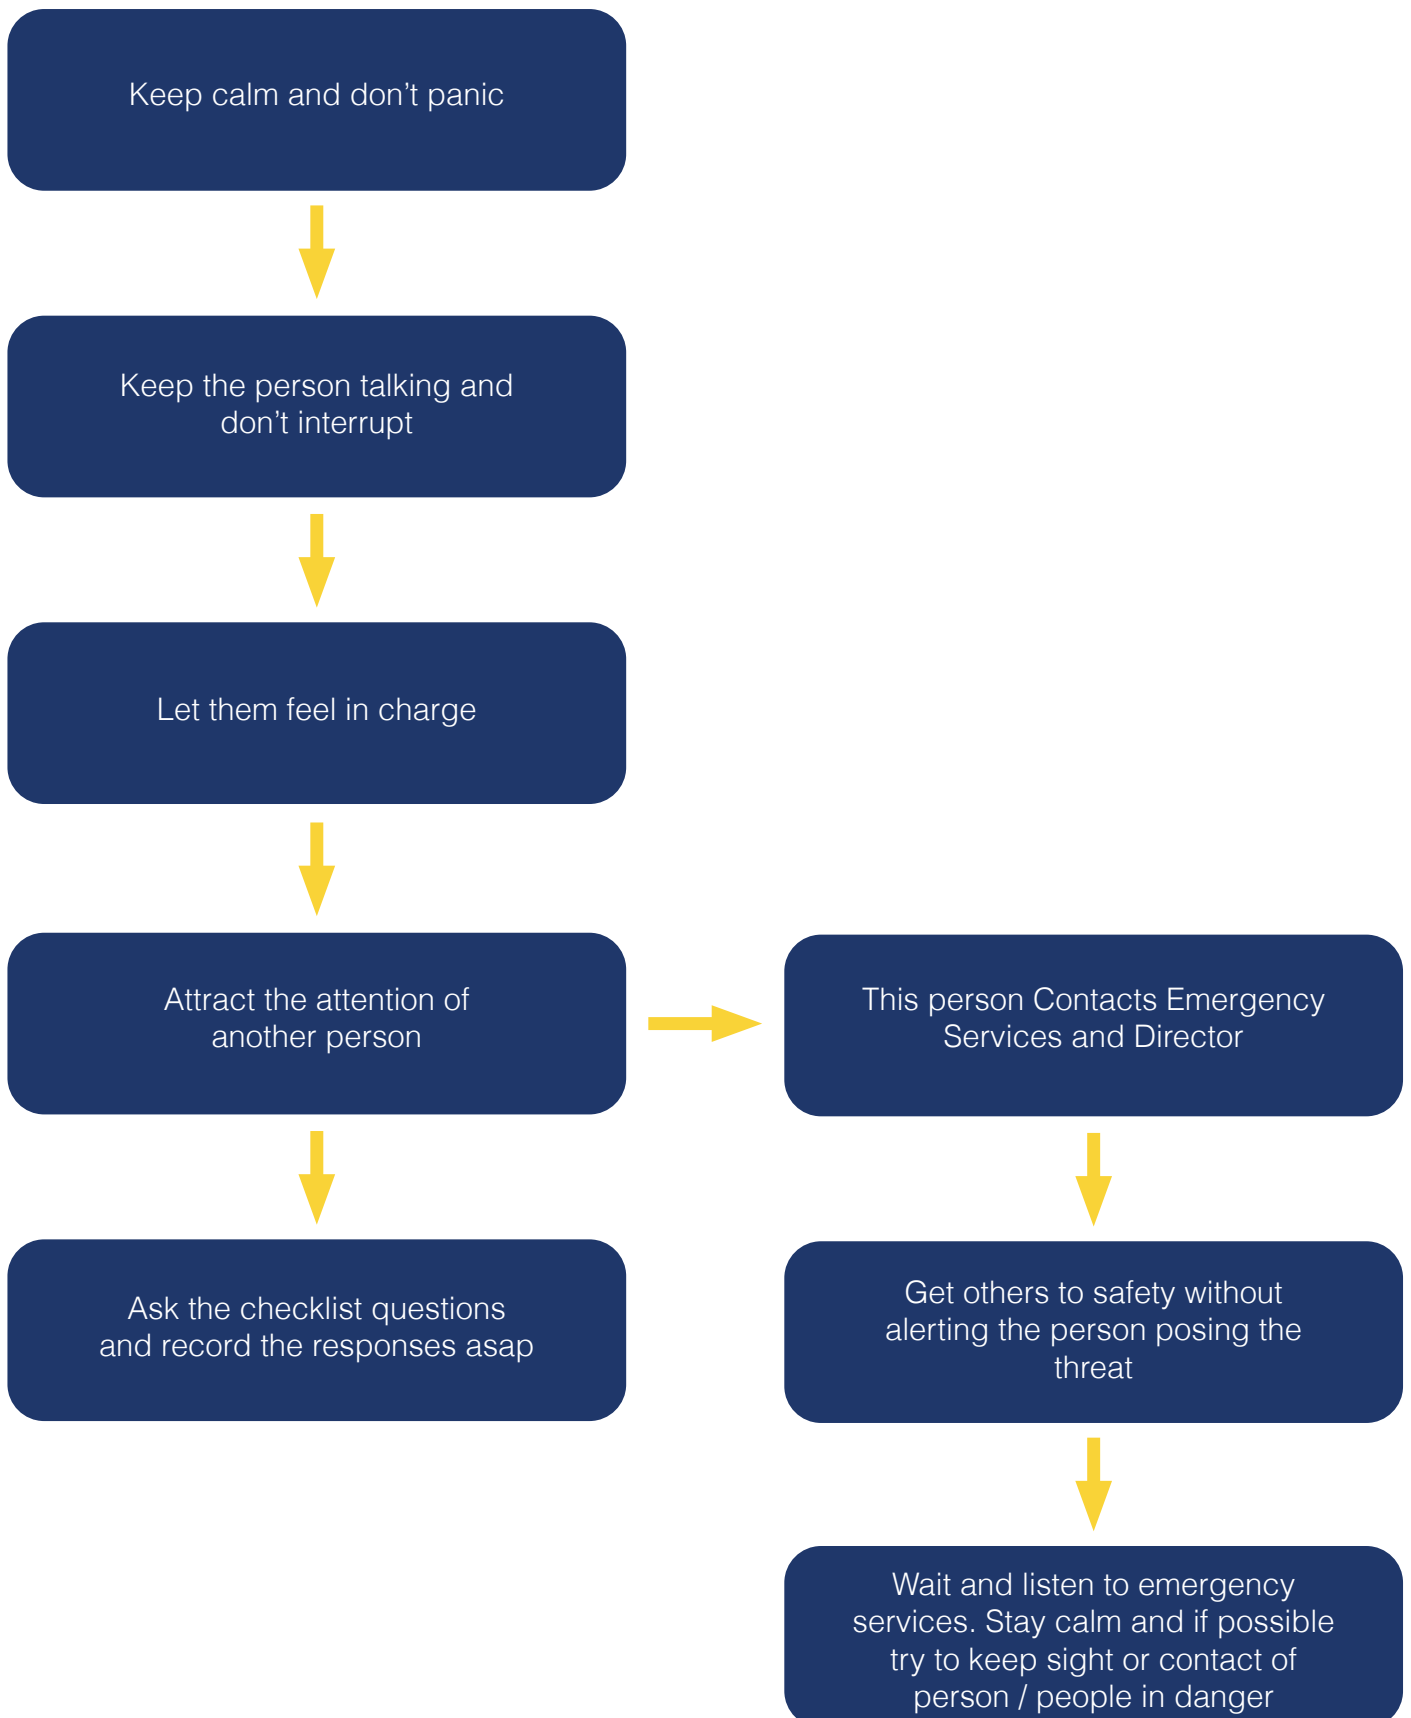 Keep calm and don’t panic
Keep the person talking and
don’t interrupt
Let them feel in charge
Attract the attention of
another person
This person Contacts Emergency
Services and Director
Ask the checklist questions
and record the responses asap
Get others to safety without
alerting the person posing the
threat
Wait and listen to emergency
services. Stay calm and if possible
try to keep sight or contact of
person / people in danger